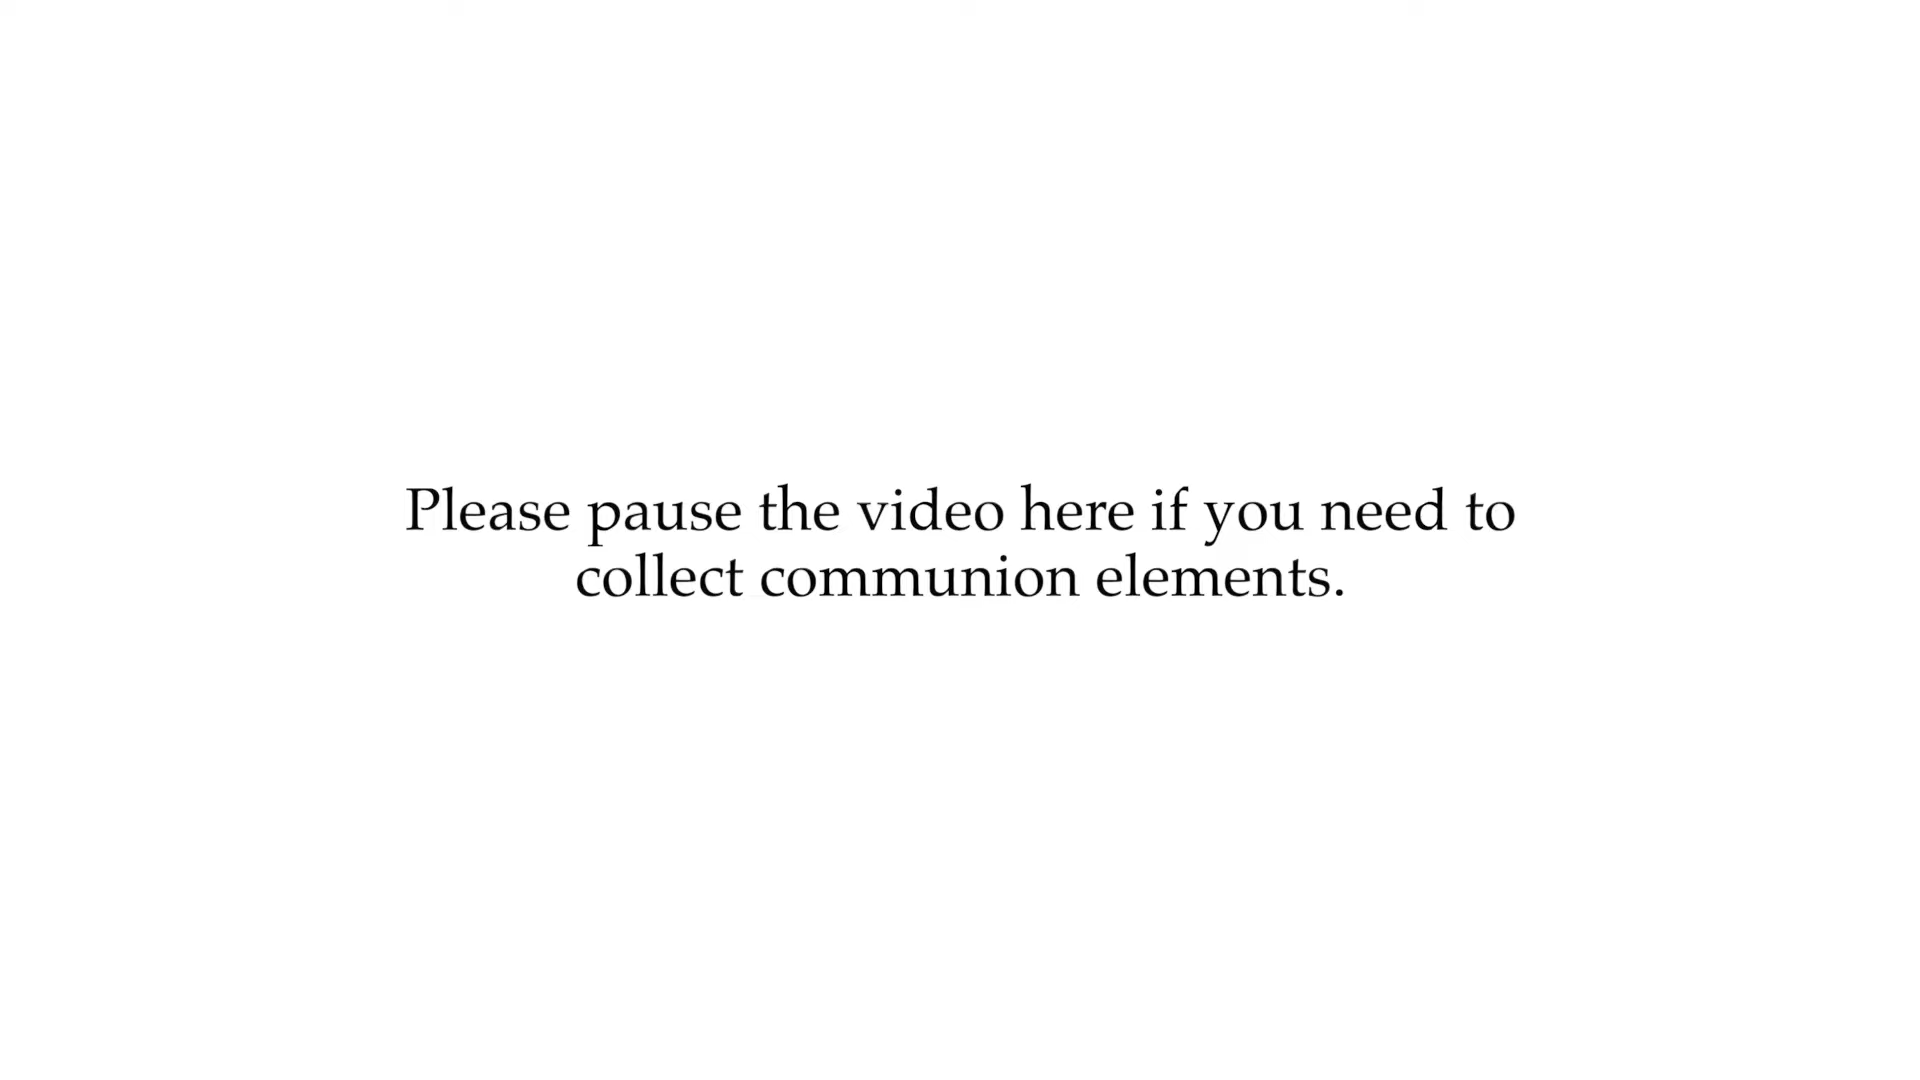 Please pause the video here if you need to
collect communion elements.